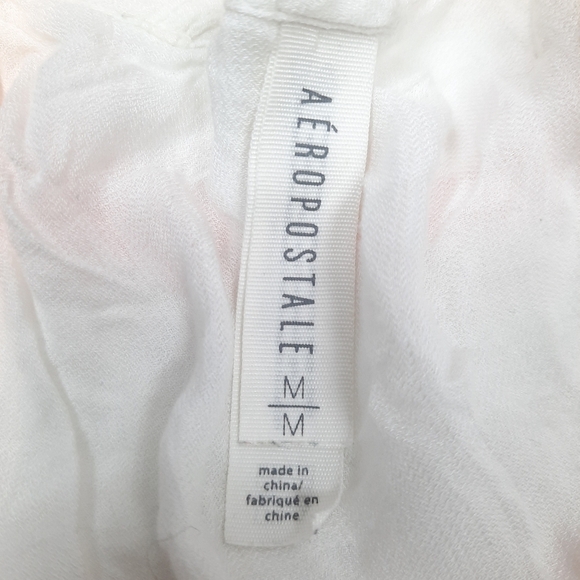 AÉROPOSTALE
M
M
made in
china/
fabriqué en
chine